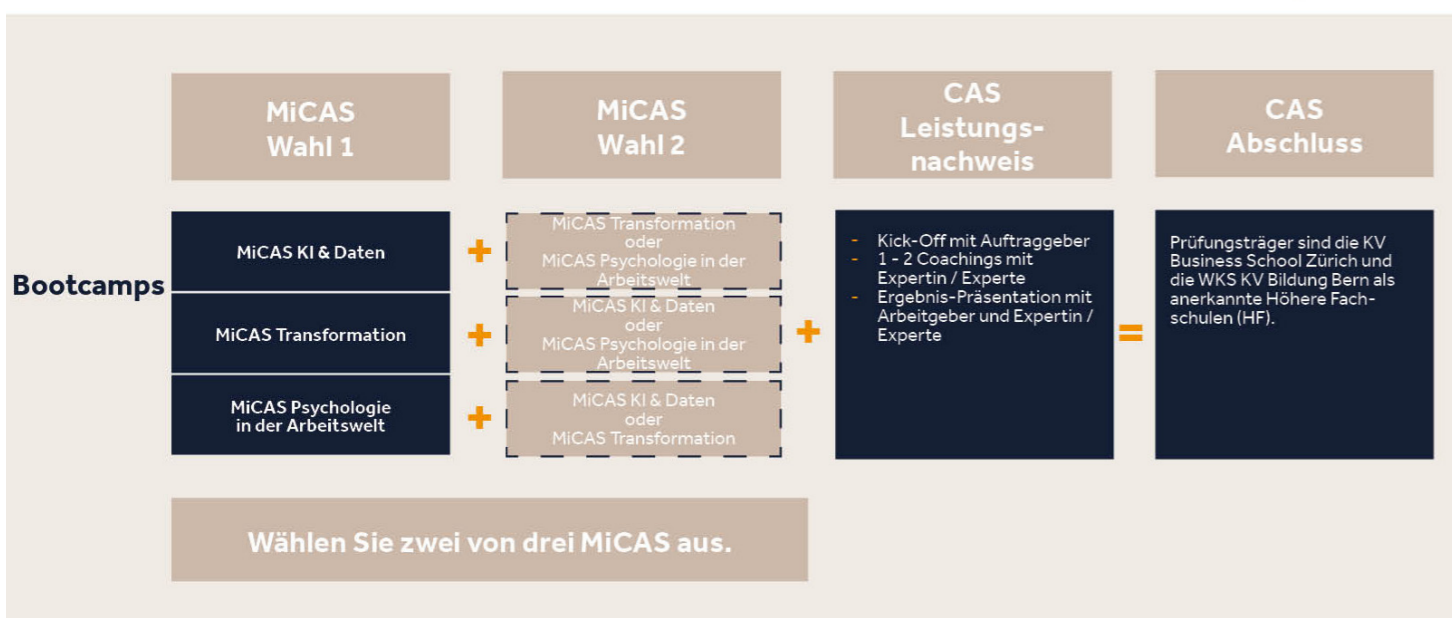 MiCAS
Wahl 1
MiCAS
Wahl 2
CAS
Leistungs-
nachweis
CAS
Abschluss
Bootcamps
MiCAS KI & Daten
+
MiCAS Transformation
oder
MiCAS Psychologie in der
Arbeitswelt
MiCAS Transformation
+
MiCAS KI & Daten
oder
MiCAS Psychologie in der
Arbeitswelt
MiCAS Psychologie
in der Arbeitswelt
+
MiCAS KI & Daten
oder
MiCAS Transformation
+
- Kick-Off mit Auftraggeber
- 1 - 2 Coachings mit
Expertin / Experte
- Ergebnis-Präsentation mit
Arbeitgeber und Expertin /
Experte
=
Prüfungsträger sind die KV
Business School Zürich und
die WKS KV Bildung Bern als
anerkannte Höhere Fach-
schulen (HF).
Wählen Sie zwei von drei MiCAS aus.